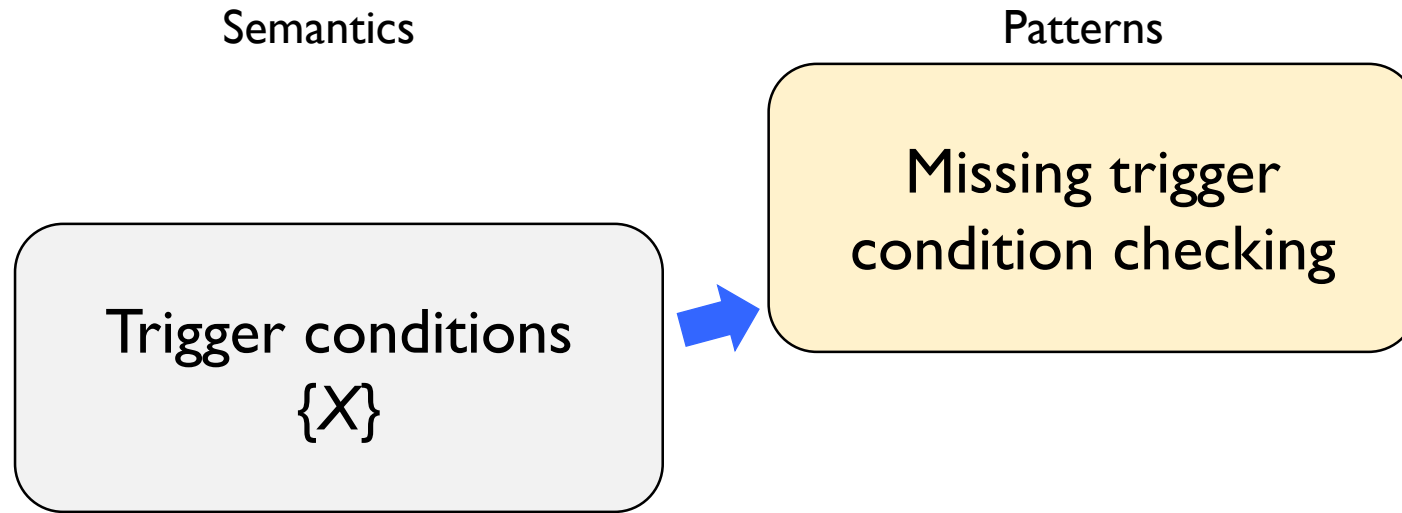 Semantics
Patterns
Missing trigger
condition checking
Trigger conditions
{X}